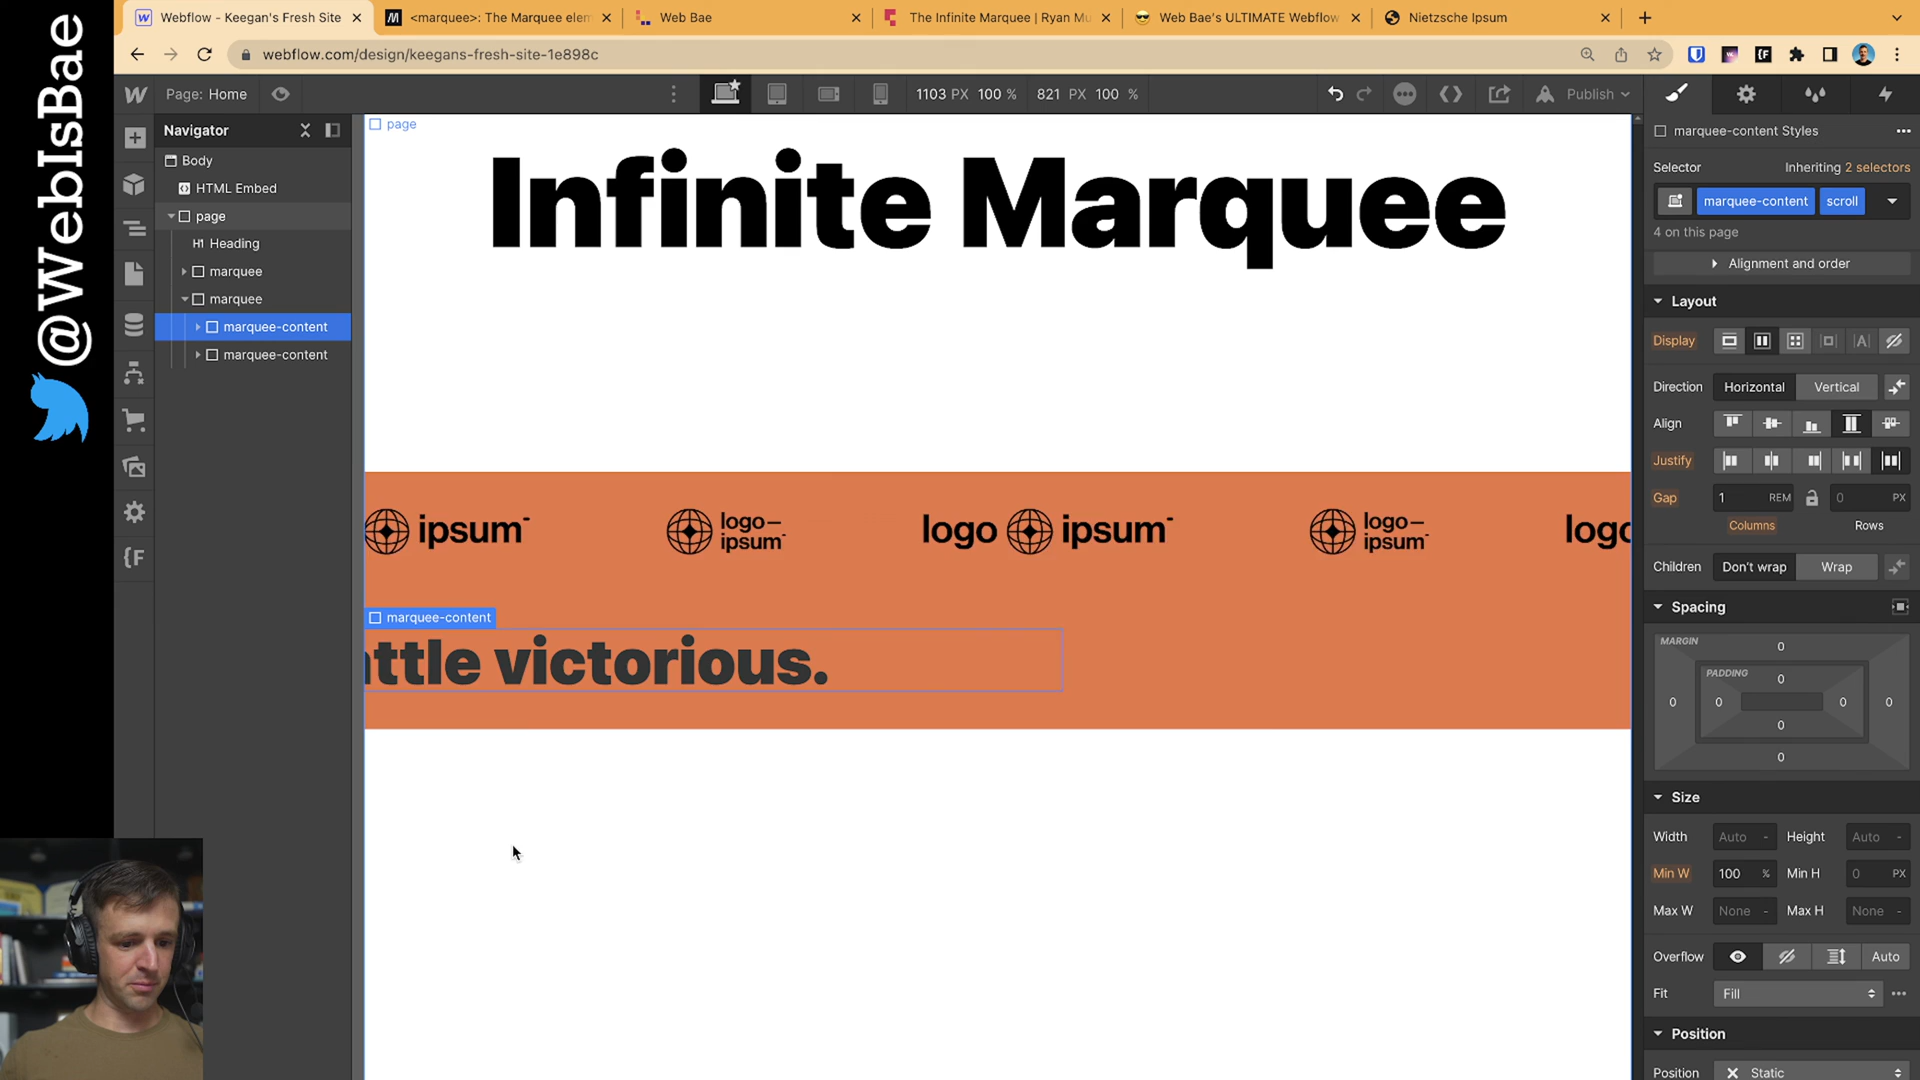 @WebIsBae
Webflow - Keegan's Fresh Site
<marquee>: The Marquee elem
Web Bae
The Infinite Marquee | Ryan Mu
Web Bae's ULTIMATE Webflow
Nietzsche Ipsum
webflow.com/design/keegans-fresh-site-1e898c
Page: Home
1103 PX 100 %
821 PX 100 %
Publish
Navigator
Body
HTML Embed
page
H1 Heading
marquee
marquee
marquee-content
marquee-content
page
Infinite Marquee
ipsum
logo
ipsum
logo ipsum
logo
ipsum
logo
marquee-content
ttle victorious.
marquee-content Styles
Selector
Inheriting 2 selectors
marquee-content
scroll
4 on this page
Alignment and order
Layout
Display
Direction
Horizontal
Vertical
Align
Justify
Gap
1 REM
0 PX
Columns
Rows
Children
Don't wrap
Wrap
Spacing
MARGIN
0
PADDING
0
0 0 0 0
0
0
Size
Width Auto -
Height Auto -
Min W 100 %
Min H 0 PX
Max W None -
Max H None -
Overflow
Auto
Fit
Fill
Position
Position
Static